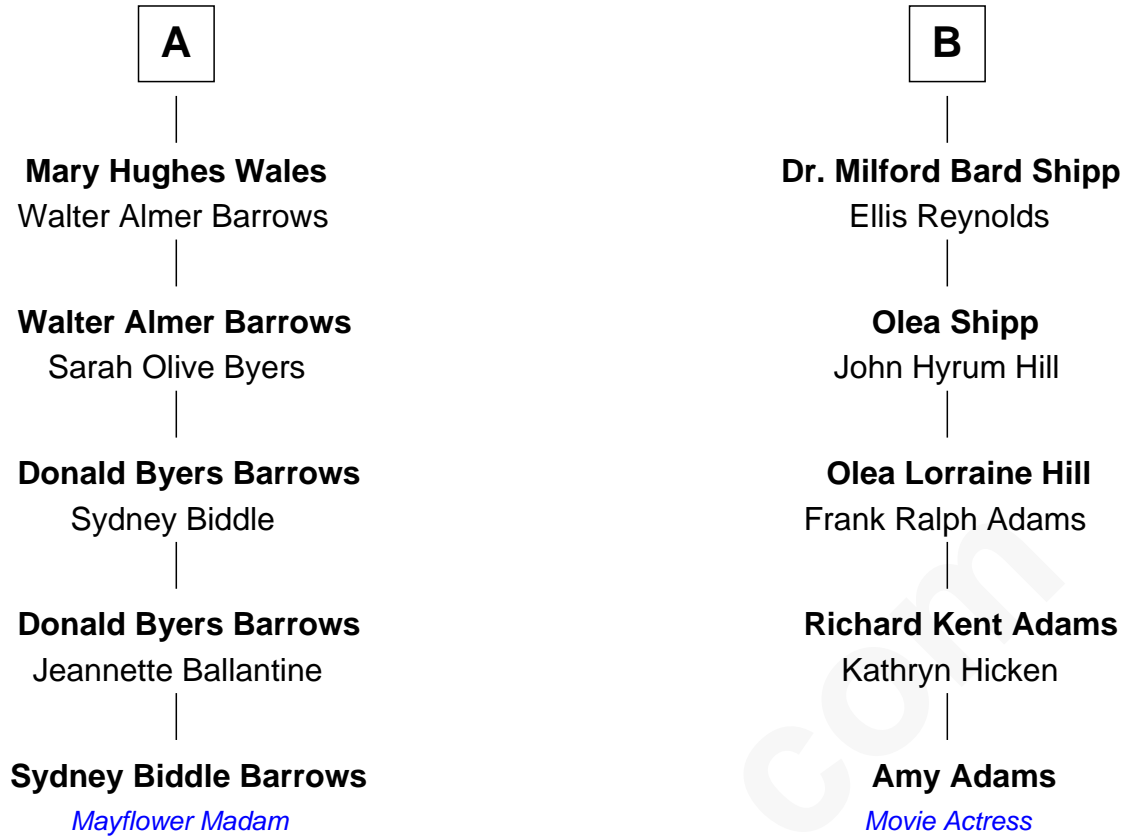 A
Mary Hughes Wales
Walter Almer Barrows
Walter Almer Barrows
Sarah Olive Byers
Donald Byers Barrows
Sydney Biddle
Donald Byers Barrows
Jeannette Ballantine
Sydney Biddle Barrows
Mayflower Madam
B
Dr. Milford Bard Shipp
Ellis Reynolds
Olea Shipp
John Hyrum Hill
Olea Lorraine Hill
Frank Ralph Adams
Richard Kent Adams
Kathryn Hicken
Amy Adams
Movie Actress
com